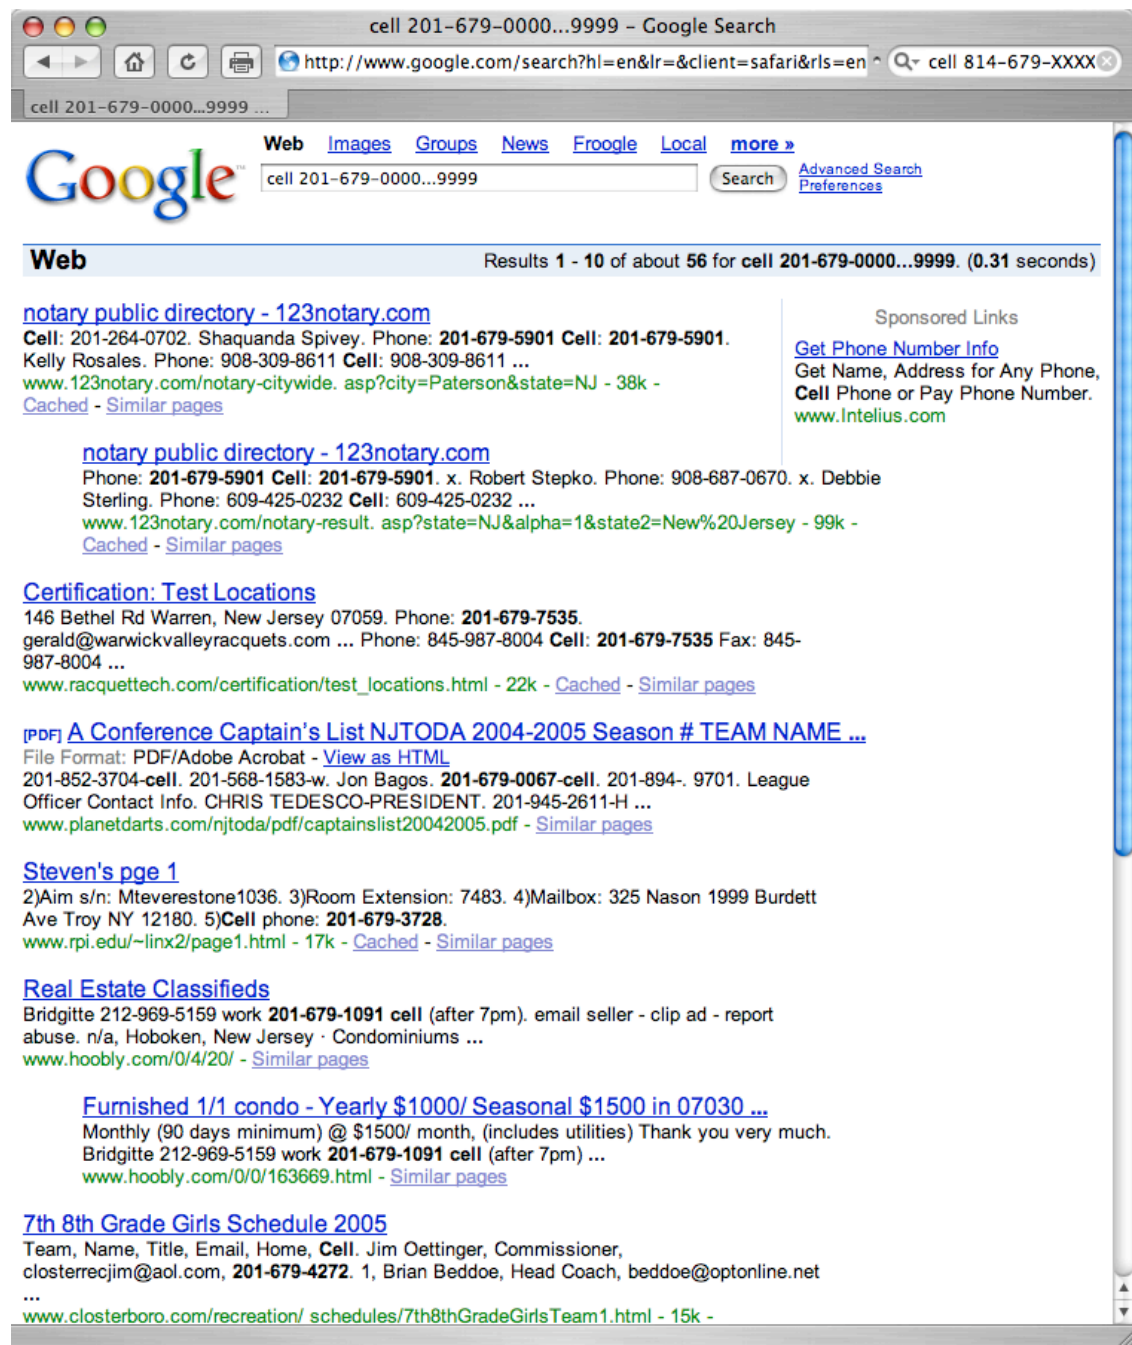 cell 201-679-0000...9999 - Google Search
http://www.google.com/search?hl=en&lr=&client=safari&rls=en
cell 814-679-XXXX
cell 201-679-0000...9999 ...
Web Images Groups News Froogle Local more »
Google™
cell 201-679-0000...9999
Search
Advanced Search
Preferences
Web
Results 1 - 10 of about 56 for cell 201-679-0000...9999. (0.31 seconds)
notary public directory - 123notary.com
Cell: 201-264-0702. Shaquanda Spivey. Phone: 201-679-5901 Cell: 201-679-5901.
Kelly Rosales. Phone: 908-309-8611 Cell: 908-309-8611 ...
www.123notary.com/notary-citywide. asp?city=Paterson&state=NJ - 38k -
Cached - Similar pages
Sponsored Links
Get Phone Number Info
Get Name, Address for Any Phone,
Cell Phone or Pay Phone Number.
www.Intelius.com
notary public directory - 123notary.com
Phone: 201-679-5901 Cell: 201-679-5901. x. Robert Stepko. Phone: 908-687-0670. x. Debbie
Sterling. Phone: 609-425-0232 Cell: 609-425-0232 ...
www.123notary.com/notary-result. asp?state=NJ&alpha=1&state2=New%20Jersey - 99k -
Cached - Similar pages
Certification: Test Locations
146 Bethel Rd Warren, New Jersey 07059. Phone: 201-679-7535.
gerald@warwickvalleyracquets.com ... Phone: 845-987-8004 Cell: 201-679-7535 Fax: 845-
987-8004 ...
www.racquettech.com/certification/test_locations.html - 22k - Cached - Similar pages
[PDF] A Conference Captain's List NJTODA 2004-2005 Season # TEAM NAME ...
File Format: PDF/Adobe Acrobat - View as HTML
201-852-3704-cell. 201-568-1583-w. Jon Bagos. 201-679-0067-cell. 201-894-. 9701. League
Officer Contact Info. CHRIS TEDESCO-PRESIDENT. 201-945-2611-H ...
www.planetdarts.com/njtoda/pdf/captainslist20042005.pdf - Similar pages
Steven's pge 1
2)Aim s/n: Mteverestone1036. 3)Room Extension: 7483. 4)Mailbox: 325 Nason 1999 Burdett
Ave Troy NY 12180. 5)Cell phone: 201-679-3728.
www.rpi.edu/~linx2/page1.html - 17k - Cached - Similar pages
Real Estate Classifieds
Bridgitte 212-969-5159 work 201-679-1091 cell (after 7pm). email seller - clip ad - report
abuse. n/a, Hoboken, New Jersey · Condominiums ...
www.hoobly.com/0/4/20/ - Similar pages
Furnished 1/1 condo - Yearly $1000/ Seasonal $1500 in 07030 ...
Monthly (90 days minimum) @ $1500/ month, (includes utilities) Thank you very much.
Bridgitte 212-969-5159 work 201-679-1091 cell (after 7pm) ...
www.hoobly.com/0/0/163669.html - Similar pages
7th 8th Grade Girls Schedule 2005
Team, Name, Title, Email, Home, Cell. Jim Oettinger, Commissioner,
closterrecjim@aol.com, 201-679-4272. 1, Brian Beddoe, Head Coach, beddoe@optonline.net
...
www.closterboro.com/recreation/ schedules/7th8thGradeGirlsTeam1.html - 15k -